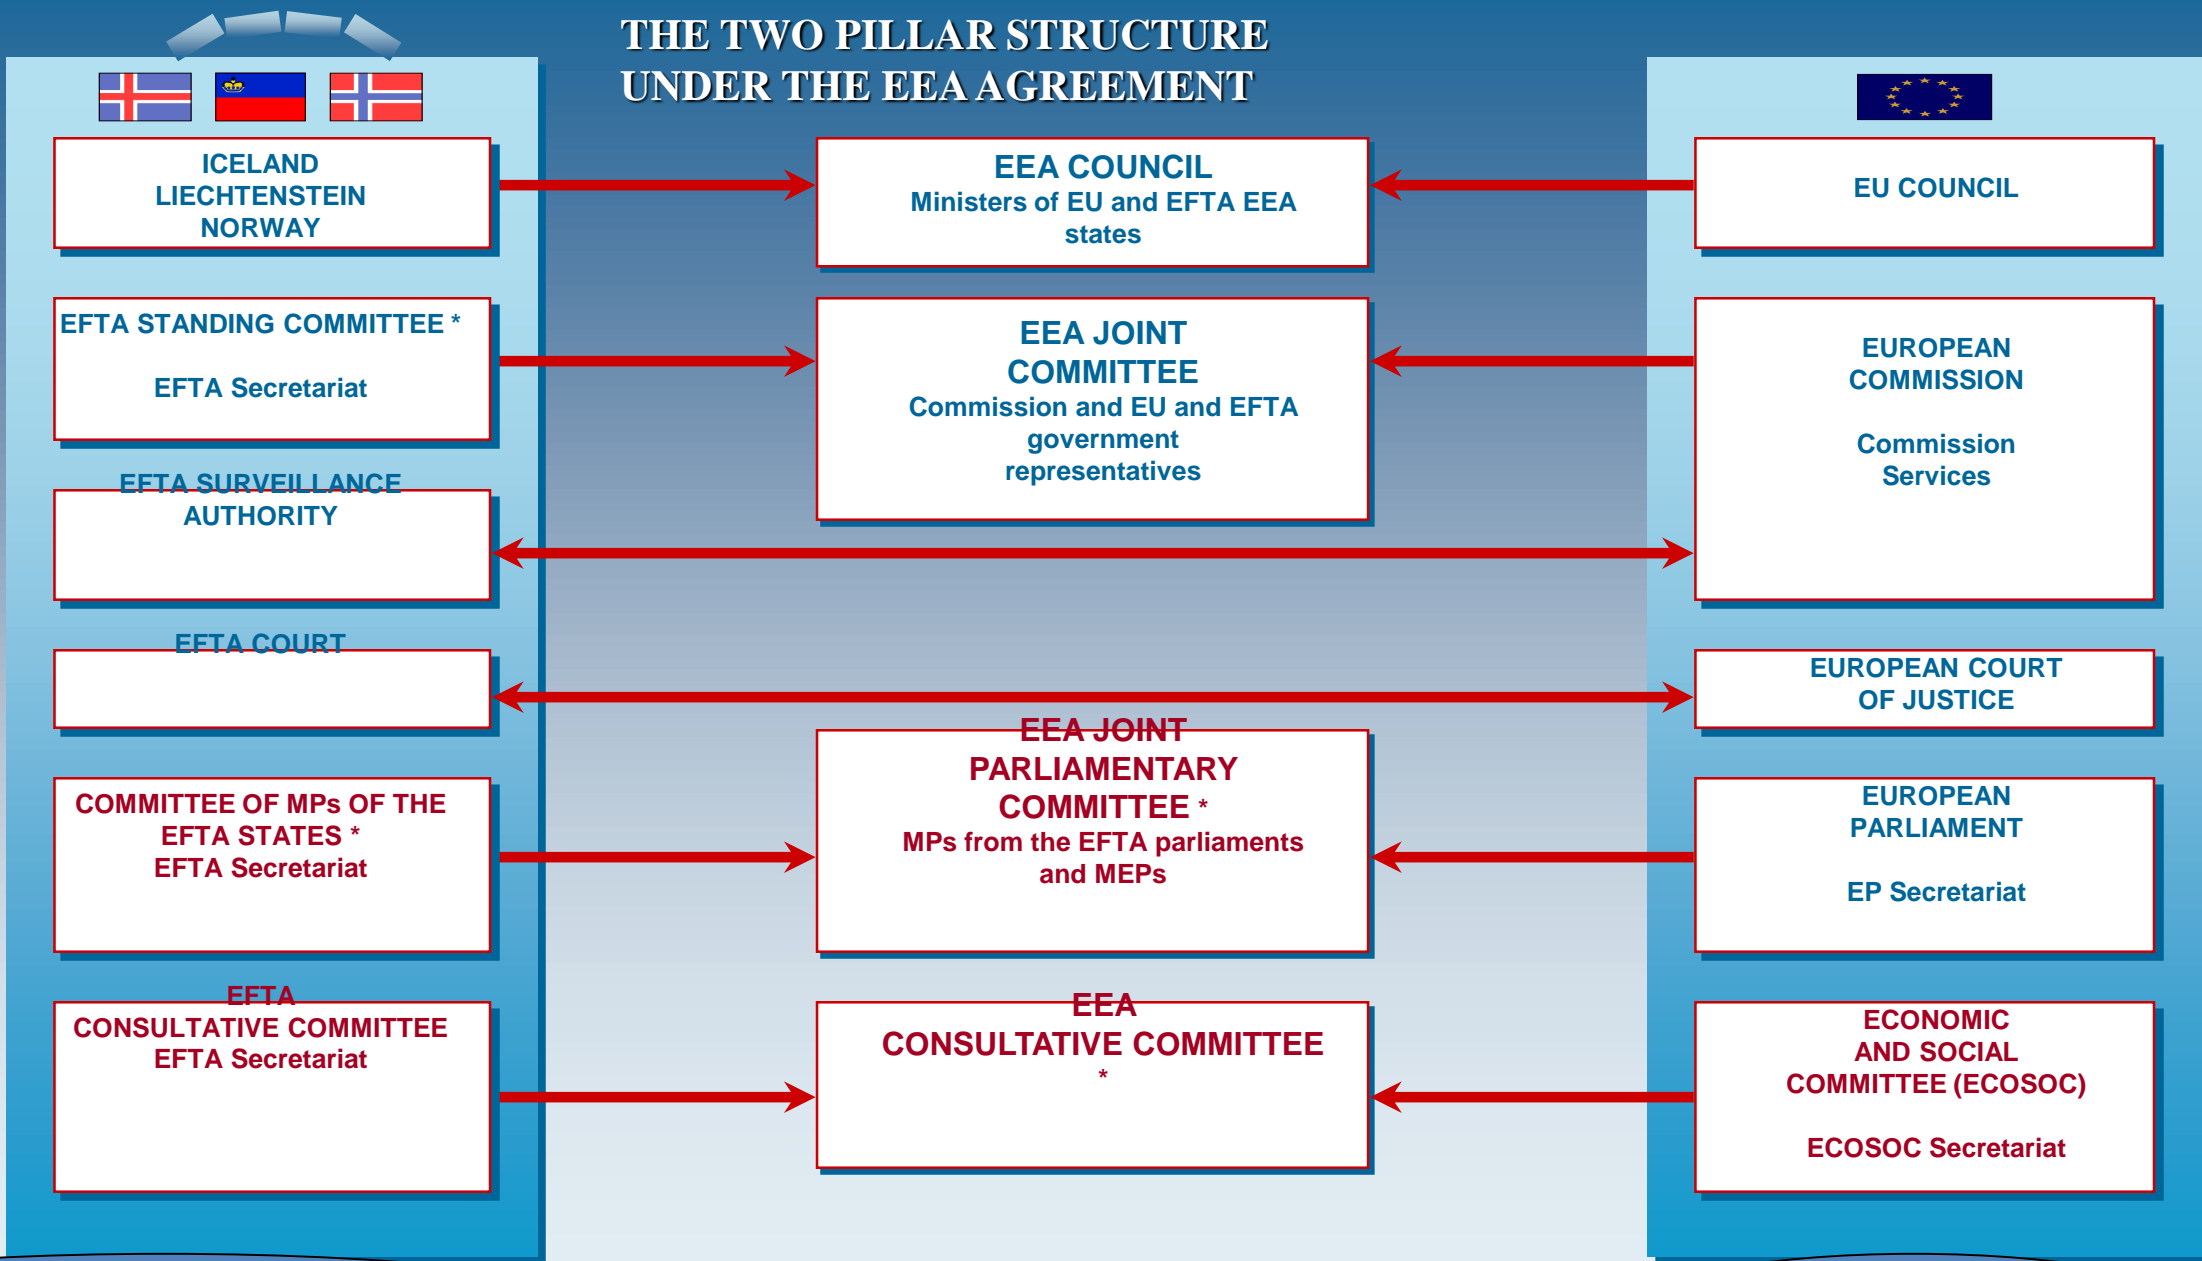 THE TWO PILLAR STRUCTURE
UNDER THE EEA AGREEMENT
ICELAND
LIECHTENSTEIN
NORWAY
EEA COUNCIL
Ministers of EU and EFTA EEA
states
EU COUNCIL
EFTA STANDING COMMITTEE *
EFTA Secretariat
EEA JOINT
COMMITTEE
Commission and EU and EFTA
government
representatives
EUROPEAN
COMMISSION
Commission
Services
EFTA SURVEILLANCE
AUTHORITY
EFTA COURT
EUROPEAN COURT
OF JUSTICE
COMMITTEE OF MPs OF THE
EFTA STATES *
EFTA Secretariat
EEA JOINT
PARLIAMENTARY
COMMITTEE *
MPs from the EFTA parliaments
and MEPs
EUROPEAN
PARLIAMENT
EP Secretariat
EFTA
CONSULTATIVE COMMITTEE
EFTA Secretariat
EEA
CONSULTATIVE COMMITTEE
*
ECONOMIC
AND SOCIAL
COMMITTEE (ECOSOC)
ECOSOC Secretariat